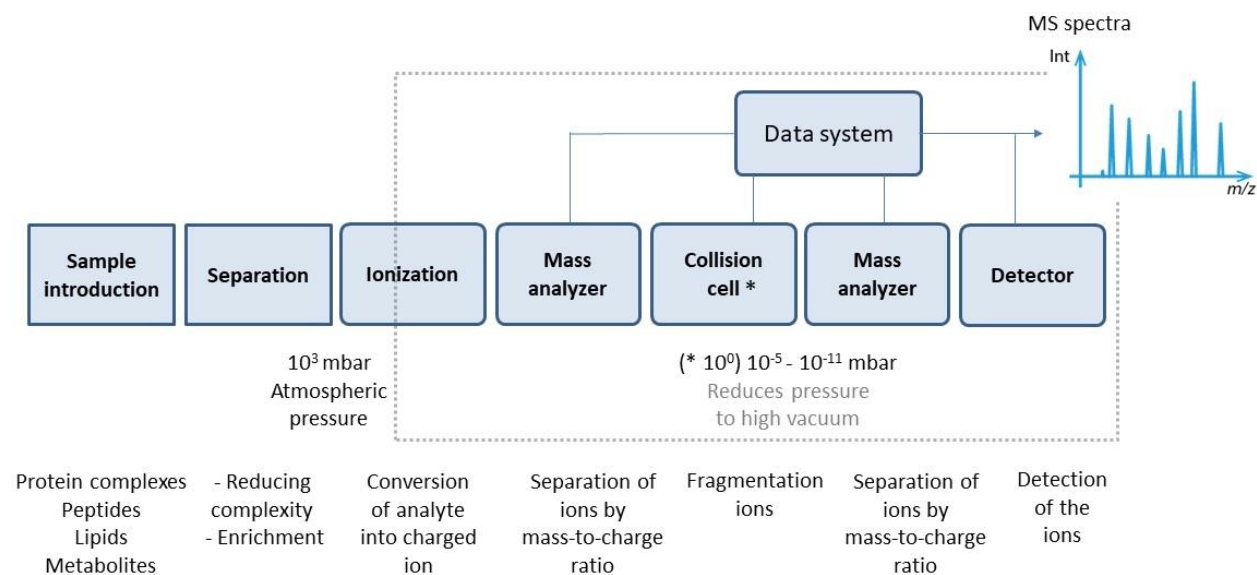 MS spectra
Int
m/z
Data system
Sample
introduction
Separation
Ionization
Mass
analyzer
Collision
cell *
Mass
analyzer
Detector
10³ mbar
Atmospheric
pressure
(* 10⁰) 10⁻⁵ - 10⁻¹¹ mbar
Reduces pressure
to high vacuum
Protein complexes
Peptides
Lipids
Metabolites
- Reducing
complexity
- Enrichment
Conversion
of analyte
into charged
ion
Separation of
ions by
mass-to-charge
ratio
Fragmentation
ions
Separation of
ions by
mass-to-charge
ratio
Detection
of the
ions